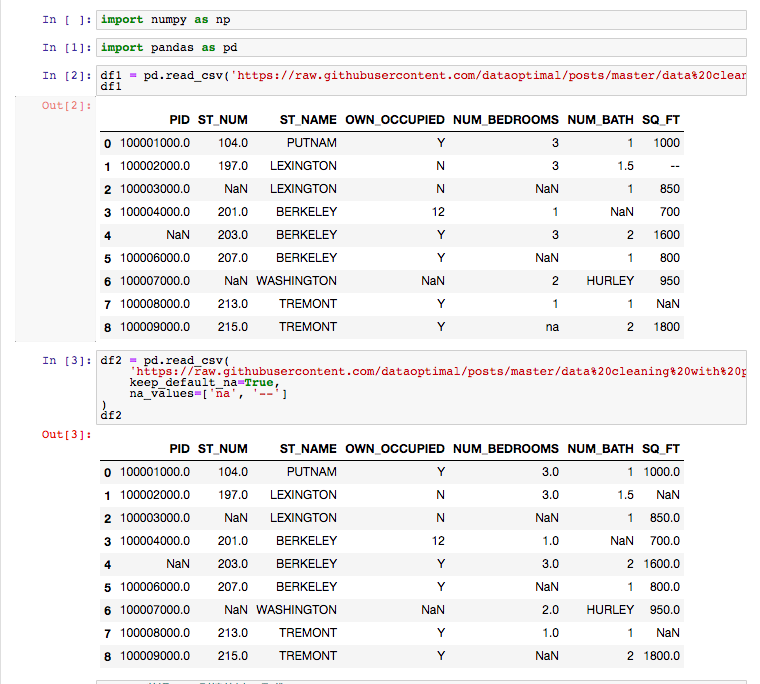 In [ ]: import numpy as np
In [1]: import pandas as pd
In [2]: df1 = pd.read_csv('https://raw.githubusercontent.com/dataoptimal/posts/master/data%20clean
df1
Out[2]:
PID ST_NUM ST_NAME OWN_OCCUPIED NUM_BEDROOMS NUM_BATH SQ_FT
0 100001000.0 104.0 PUTNAM Y 3 1 1000
1 100002000.0 197.0 LEXINGTON N 3 1.5 --
2 100003000.0 NaN LEXINGTON N NaN 1 850
3 100004000.0 201.0 BERKELEY 12 1 NaN 700
4 NaN 203.0 BERKELEY Y 3 2 1600
5 100006000.0 207.0 BERKELEY Y NaN 1 800
6 100007000.0 NaN WASHINGTON NaN 2 HURLEY 950
7 100008000.0 213.0 TREMONT Y 1 1 NaN
8 100009000.0 215.0 TREMONT Y na 2 1800
In [3]: df2 = pd.read_csv(
'https://raw.githubusercontent.com/dataoptimal/posts/master/data%20cleaning%20with%20p
keep_default_na=True,
na_values=['na', '--']
)
df2
Out[3]:
PID ST_NUM ST_NAME OWN_OCCUPIED NUM_BEDROOMS NUM_BATH SQ_FT
0 100001000.0 104.0 PUTNAM Y 3.0 1 1000.0
1 100002000.0 197.0 LEXINGTON N 3.0 1.5 NaN
2 100003000.0 NaN LEXINGTON N NaN 1 850.0
3 100004000.0 201.0 BERKELEY 12 1.0 NaN 700.0
4 NaN 203.0 BERKELEY Y 3.0 2 1600.0
5 100006000.0 207.0 BERKELEY Y NaN 1 800.0
6 100007000.0 NaN WASHINGTON NaN 2.0 HURLEY 950.0
7 100008000.0 213.0 TREMONT Y 1.0 1 NaN
8 100009000.0 215.0 TREMONT Y NaN 2 1800.0